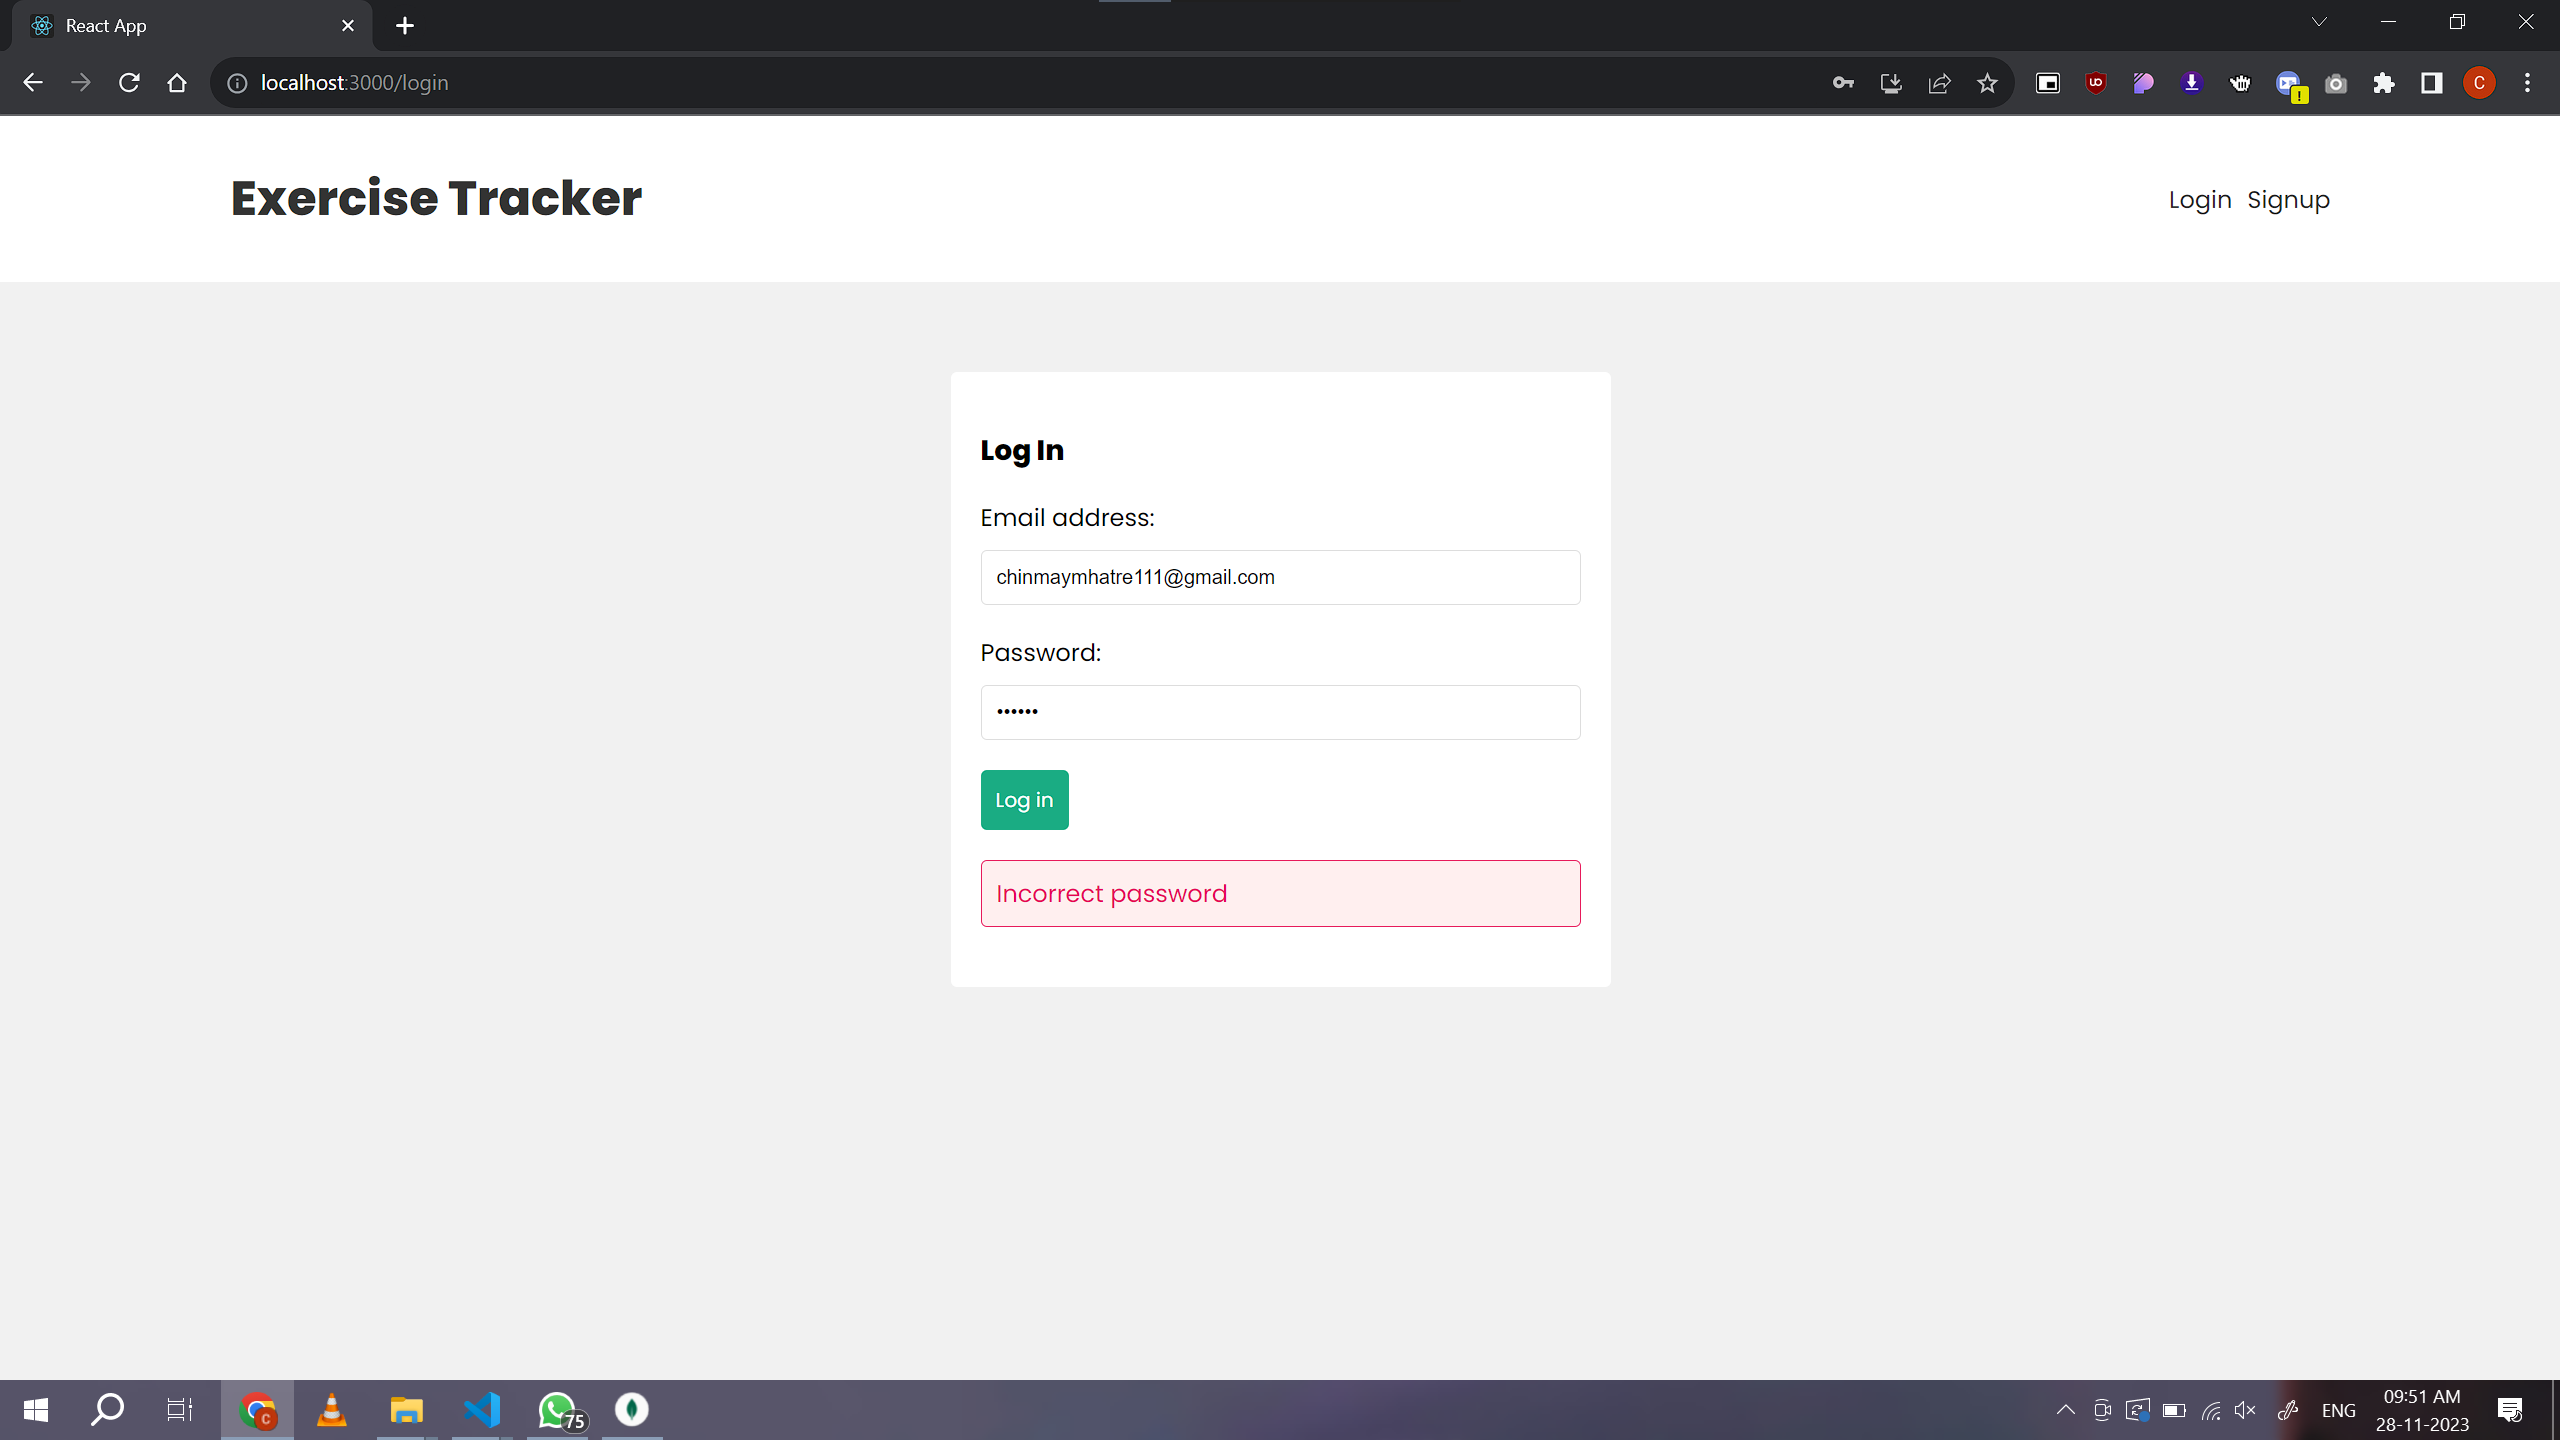 React App
localhost:3000/login
C
Exercise Tracker
Login Signup
Log In
Email address:
chinmaymhatre111@gmail.com
Password:
••••••
Log in
Incorrect password
75
ENG
09:51 AM
28-11-2023